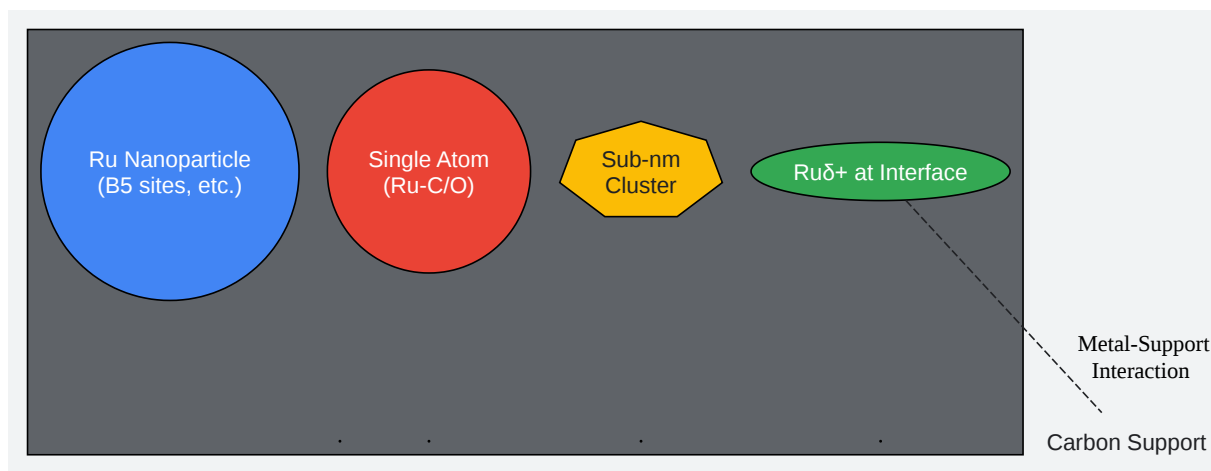 Ru Nanoparticle
(B5 sites, etc.)
Single Atom
(Ru-C/O)
Sub-nm
Cluster
Ruδ+ at Interface
Metal-Support
Interaction
Carbon Support